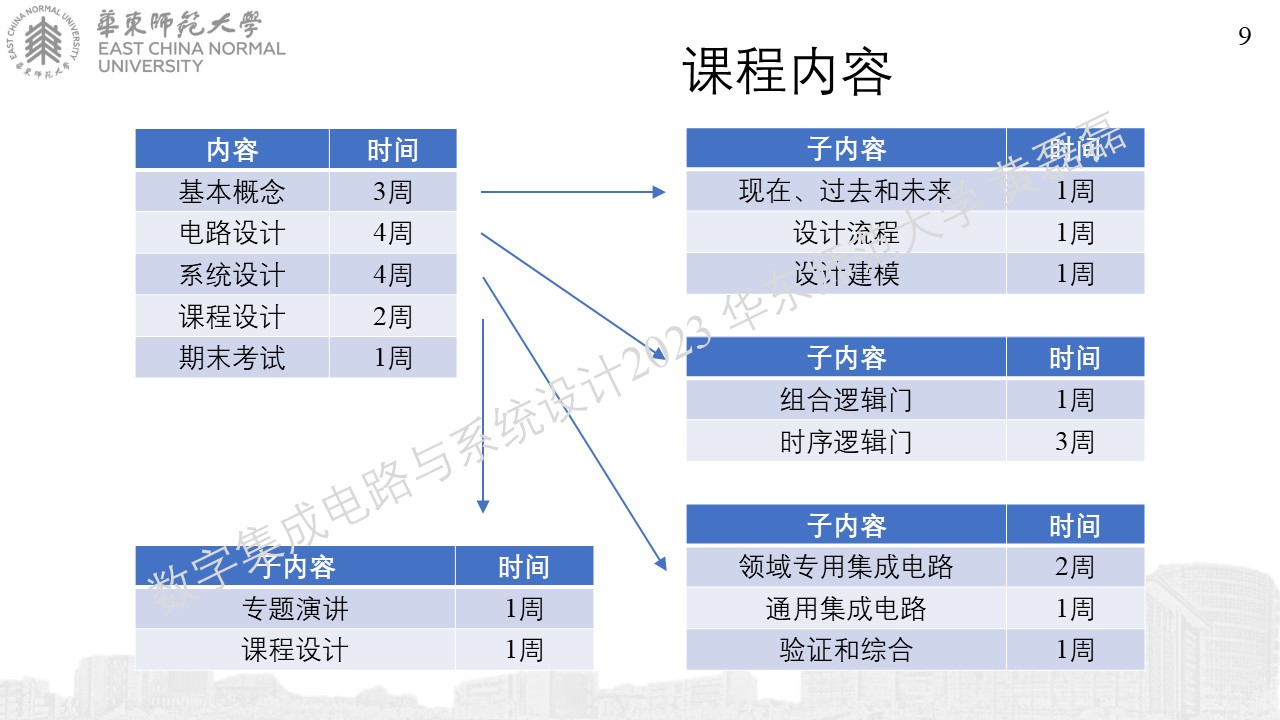 華東師範大學
EAST CHINA NORMAL
UNIVERSITY
EAST CHINA NORMAL UNIVERSITY
華東师范大学
9
课程内容
内容 时间
基本概念 3周
电路设计 4周
系统设计 4周
课程设计 2周
期末考试 1周
子内容 时间
现在、过去和未来 1周
设计流程 1周
设计建模 1周
子内容 时间
组合逻辑门 1周
时序逻辑门 3周
子内容 时间
领域专用集成电路 2周
通用集成电路 1周
验证和综合 1周
子内容 时间
专题演讲 1周
课程设计 1周
数字集成电路与系统设计2023 华东师范大学 黄磊磊